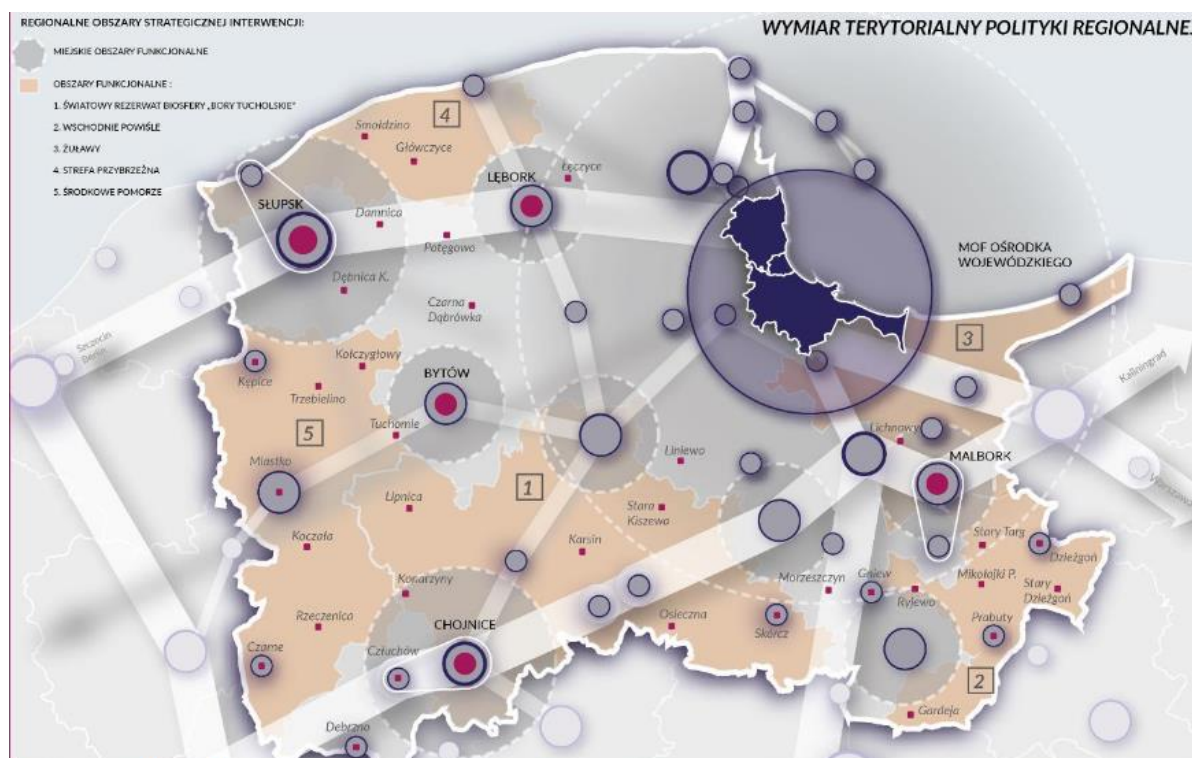 REGIONALNE OBSZARY STRATEGICZNEJ INTERWENCJI:
MIEJSKIE OBSZARY FUNKCJONALNE
OBSZARY FUNKCJONALNE :
1. ŚWIATOWY REZERWAT BIOSFERY „BORY TUCHOLSKIE"
2. WSCHODNIE POWIŚLE
3. ŻUŁAWY
4. STREFA PRZYBRZEŻNA
5. ŚRODKOWE POMORZE
WYMIAR TERYTORIALNY POLITYKI REGIONALNEJ
4
Smołdzino
Główczyce
LĘBORK
Łęczyce
SŁUPSK
Damnica
Potęgowo
MOF OŚRODKA
WOJEWÓDZKIEGO
Dębnica K.
Czarna
Dąbrówka
Szczecin
Berlin
3
Kaliningrad
Kępice
Kołczygłowy
Trzebielino
BYTÓW
Tuchomie
5
Lichnowy
Liniewo
MALBORK
Miastko
1
Lipnica
Stara
Kiszewa
Warszawa
Koczała
Karsin
Stary Targ
Dzierzgoń
Konarzyny
Morzeszczyn
Gniew
Ryjewo
Mikołajki P.
Stary
Dzierzgoń
Rzeczenica
CHOJNICE
Osieczna
Skórcz
Prabuty
Czarne
Człuchów
2
Gardeja
Debrzno